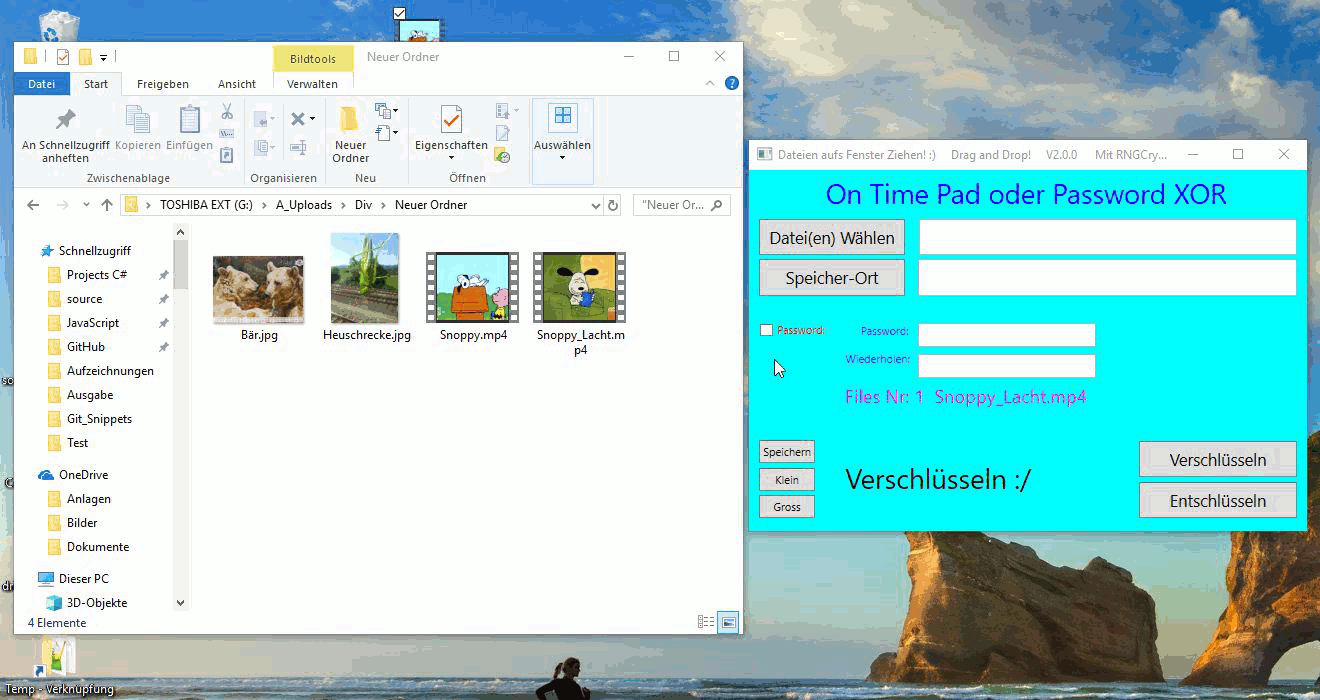 Bildtools
Neuer Ordner
Datei
Start
Freigeben
Ansicht
Verwalten
An Schnellzugriff
anheften
Kopieren
Einfügen
Zwischenablage
Organisieren
Neuer
Ordner
Neu
Eigenschaften
Öffnen
Auswählen
TOSHIBA EXT (G:) > A_Uploads > Div > Neuer Ordner
"Neuer Or...
Schnellzugriff
Projects C#
source
JavaScript
GitHub
Aufzeichnungen
Ausgabe
Git_Snippets
Test
OneDrive
Anlagen
Bilder
Dokumente
Dieser PC
3D-Objekte
Bär.jpg
Heuschrecke.jpg
Snoppy.mp4
Snoppy_Lacht.m
p4
4 Elemente
Temp - Verknüpfung
Dateien aufs Fenster Ziehen! :) Drag and Drop! V2.0.0 Mit RNGCry...
On Time Pad oder Password XOR
Datei(en) Wählen
Speicher-Ort
Password:
Password:
Wiederholen:
Files Nr: 1 Snoppy_Lacht.mp4
Speichern
Klein
Gross
Verschlüsseln :/
Verschlüsseln
Entschlüsseln